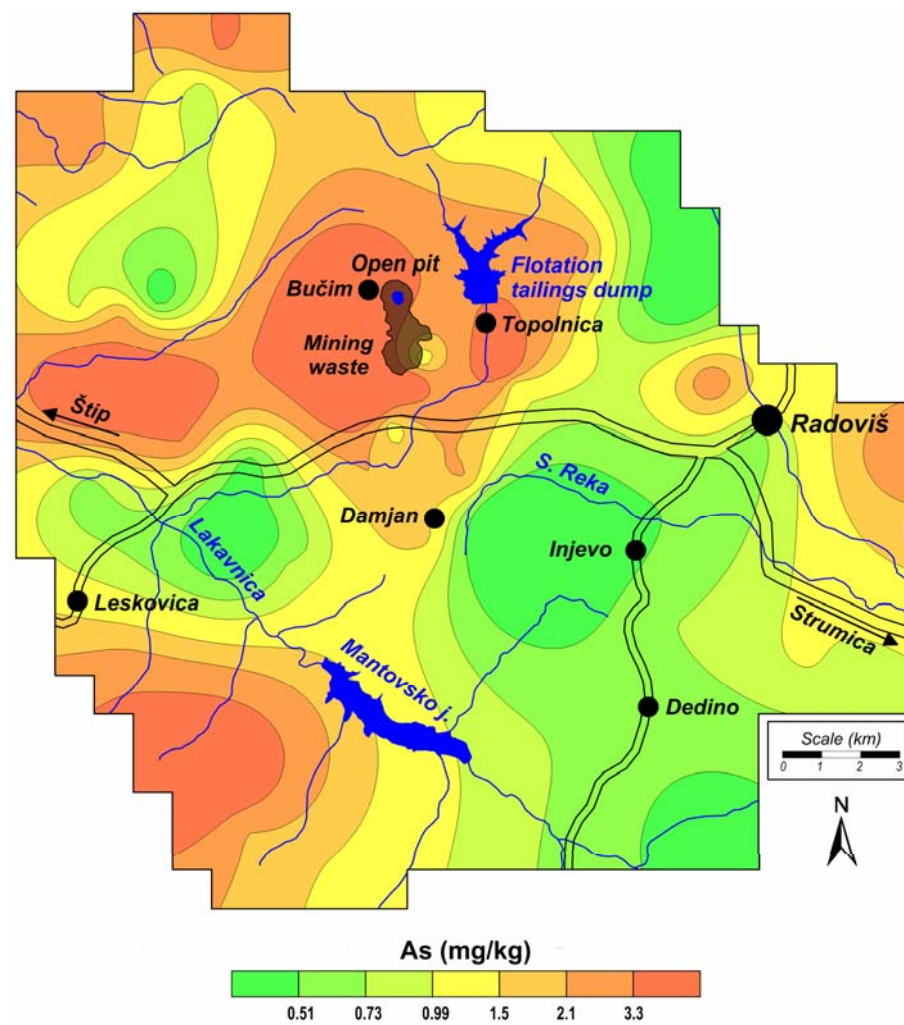 Open pit
Bučim
Flotation
tailings dump
Topolnica
Mining
waste
Štip
Radoviš
S. Reka
Damjan
Lakavnica
Injevo
Leskovica
Strumica
Mantovsko j.
Dedino
Scale (km)
0 1 2 3
N
As (mg/kg)
0.51 0.73 0.99 1.5 2.1 3.3